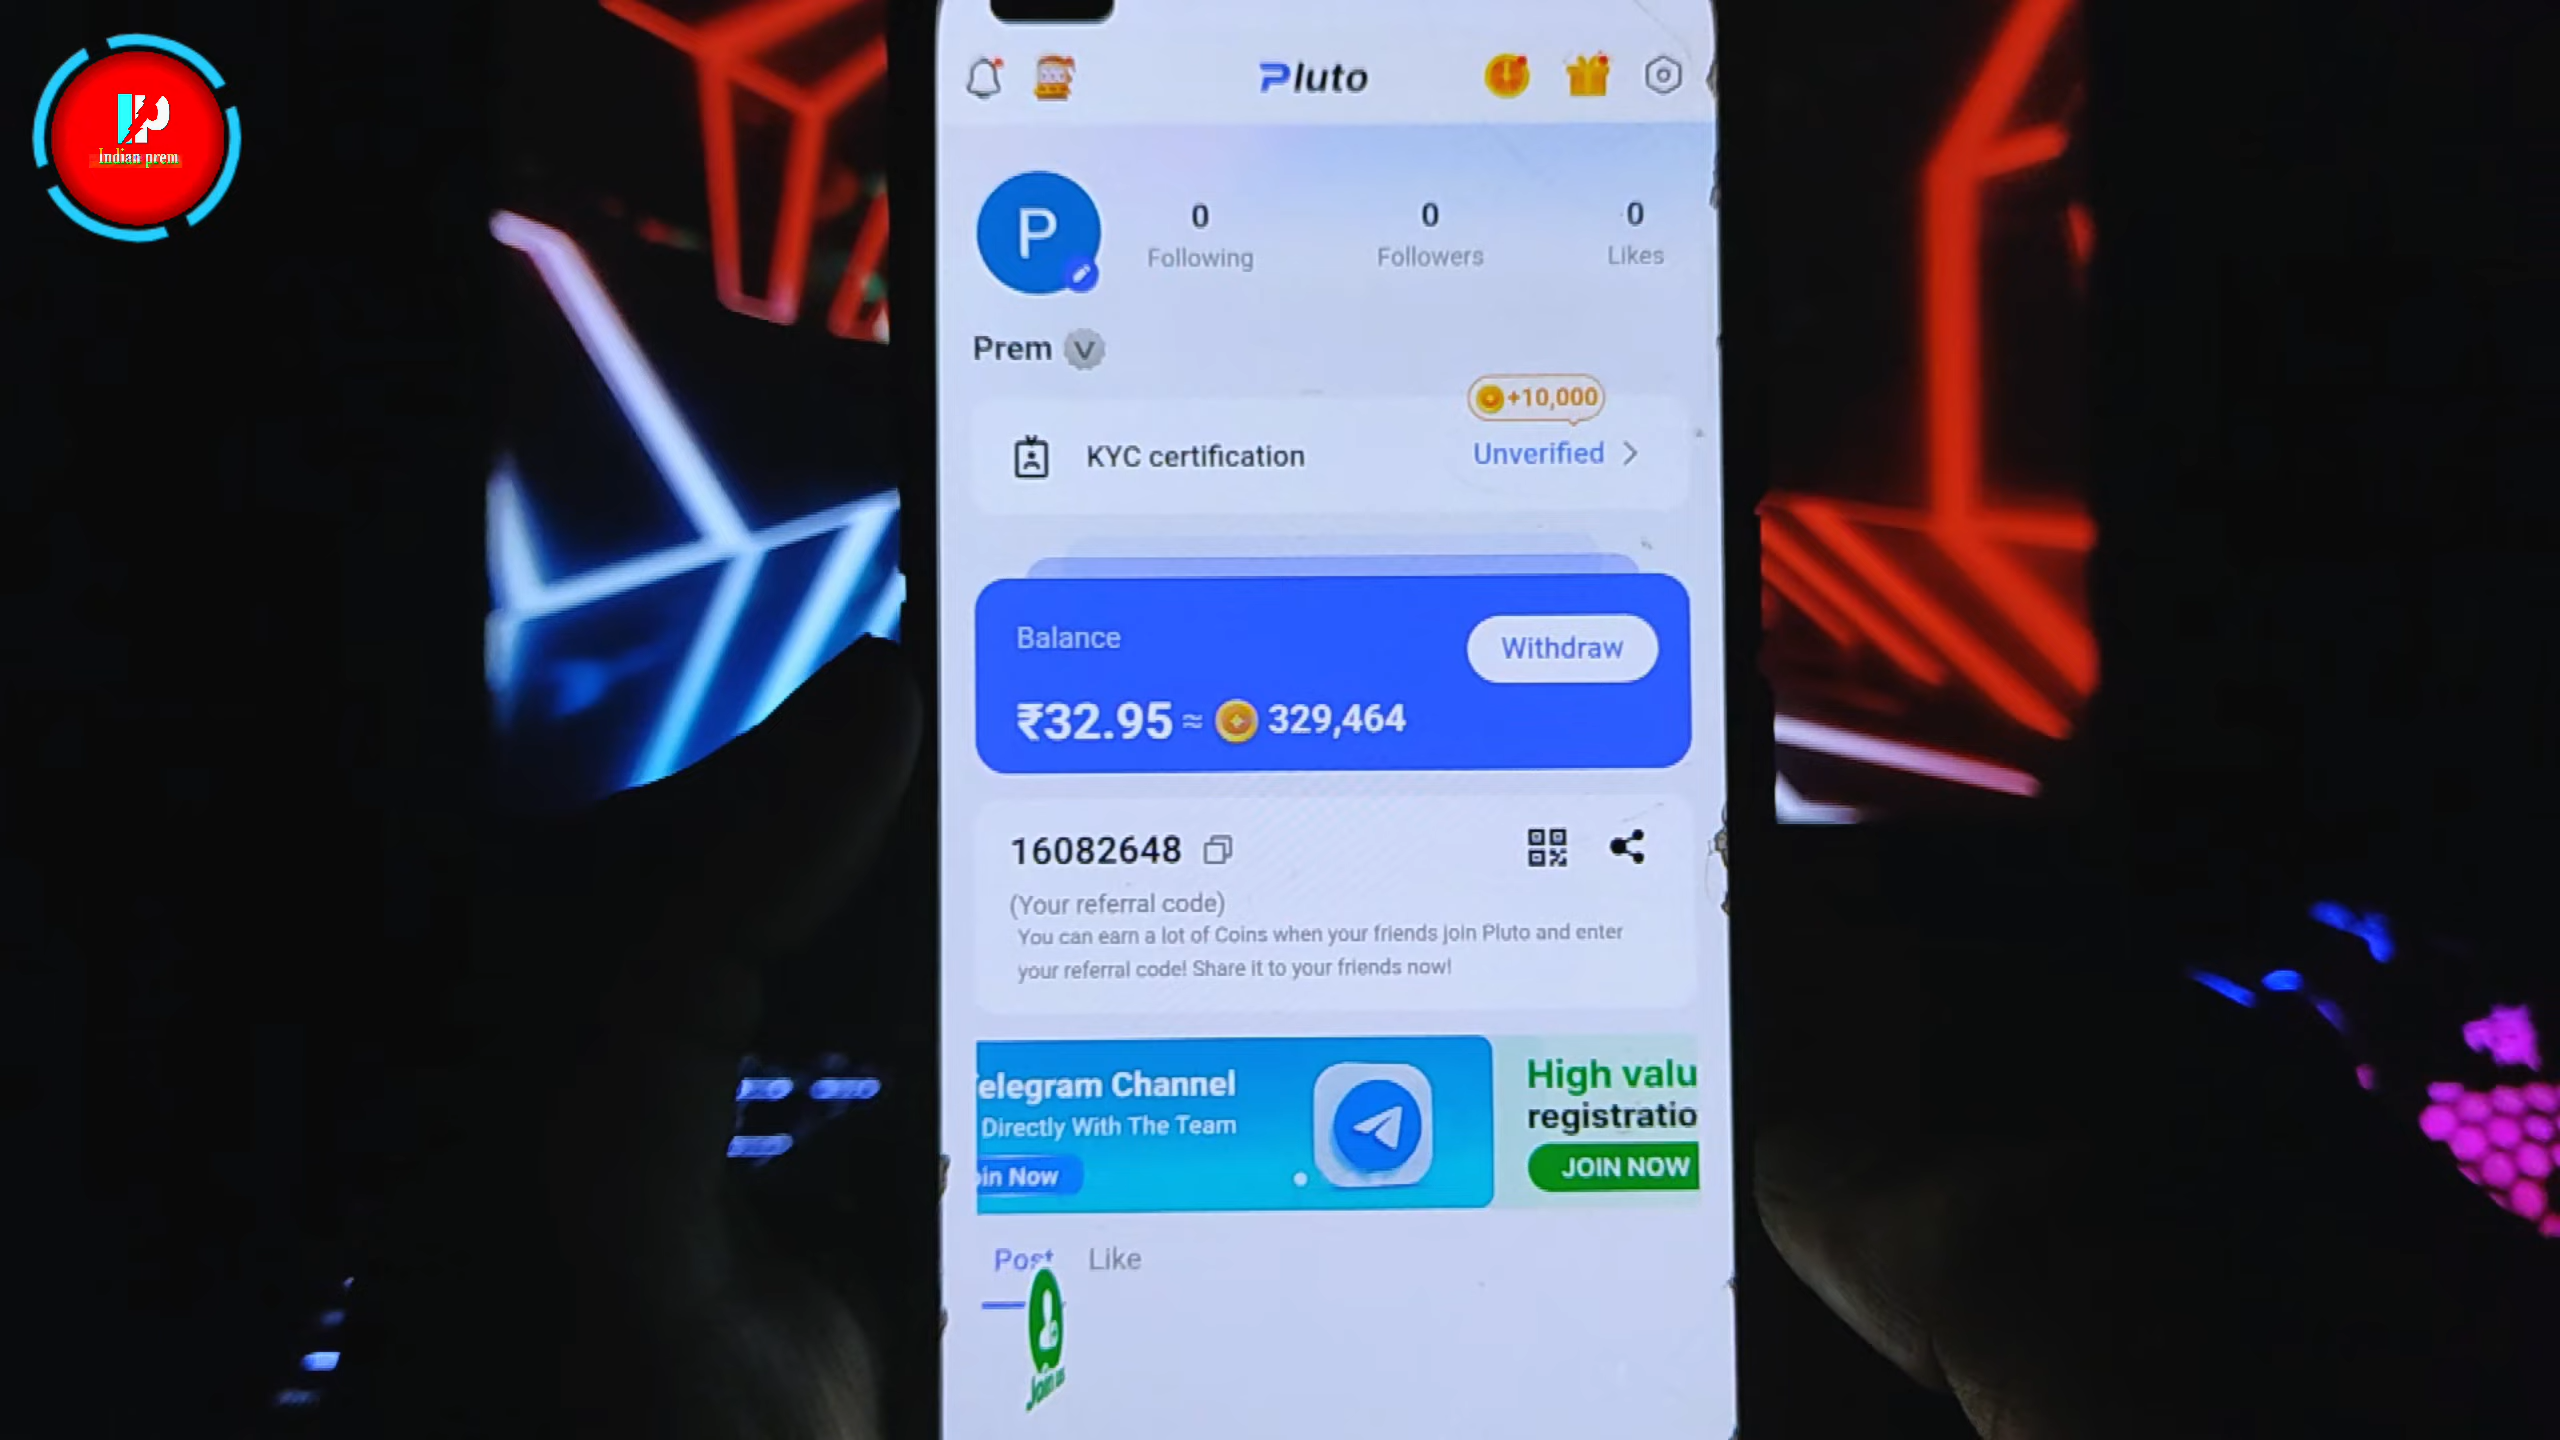 Indian prem
Pluto
P
0
Following
0
Followers
0
Likes
Prem V
+10,000
KYC certification
Unverified
Balance
Withdraw
₹32.95 ≈ 329,464
16082648
(Your referral code)
You can earn a lot of Coins when your friends join Pluto and enter
your referral code! Share it to your friends now!
elegram Channel
Directly With The Team
in Now
High valu
registratio
JOIN NOW
Post
Like
Join us